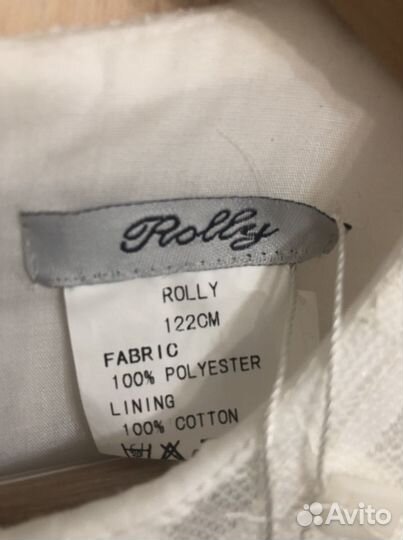 Rolly
ROLLY
122CM
FABRIC
100% POLYESTER
LINING
100% COTTON
Avito